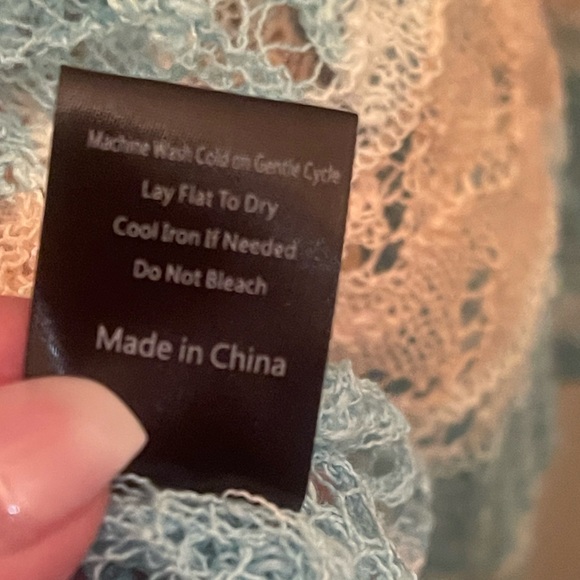 Machine Wash Cold on Gentle Cycle
Lay Flat To Dry
Cool Iron If Needed
Do Not Bleach
Made in China